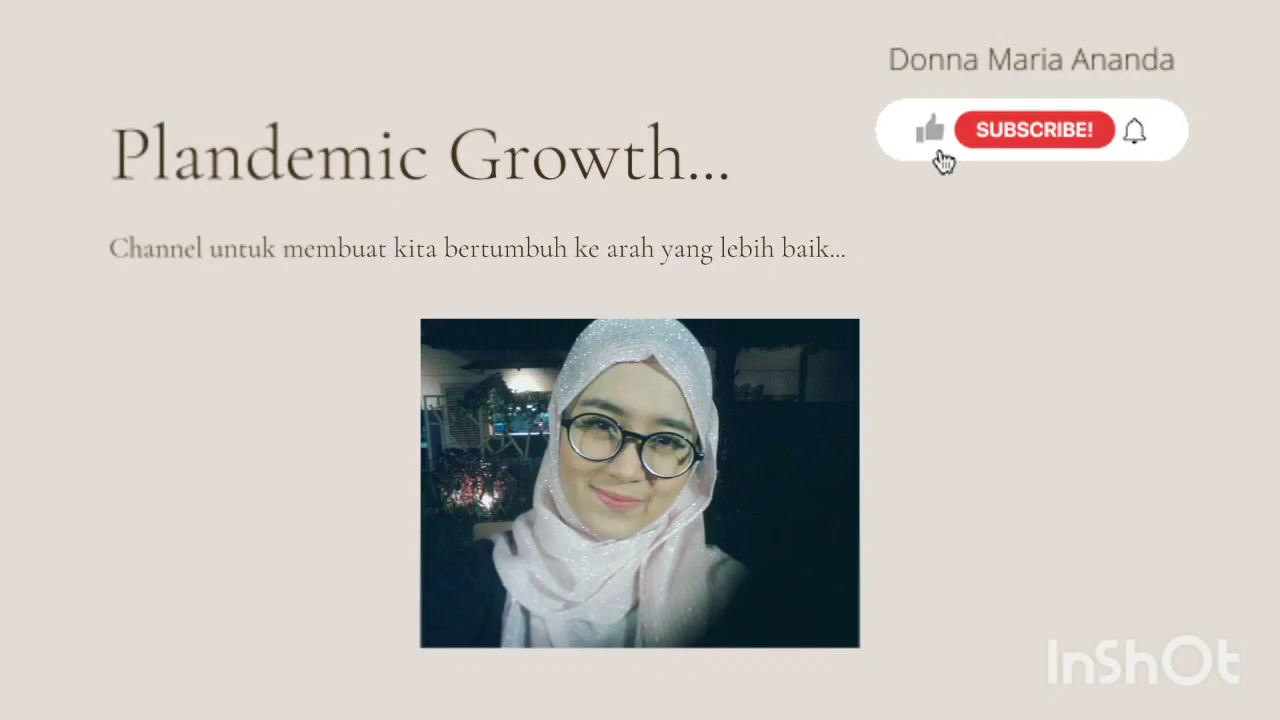 Donna Maria Ananda
SUBSCRIBE!
Plandemic Growth...
Channel untuk membuat kita bertumbuh ke arah yang lebih baik...
InShOt